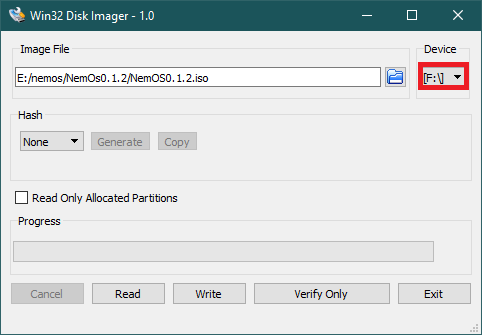 Win32 Disk Imager - 1.0
Image File
Device
E:/nemos/NemOs0.1.2/NemOS0.1.2.iso
[F:\]
Hash
None
Generate
Copy
Read Only Allocated Partitions
Progress
Cancel
Read
Write
Verify Only
Exit